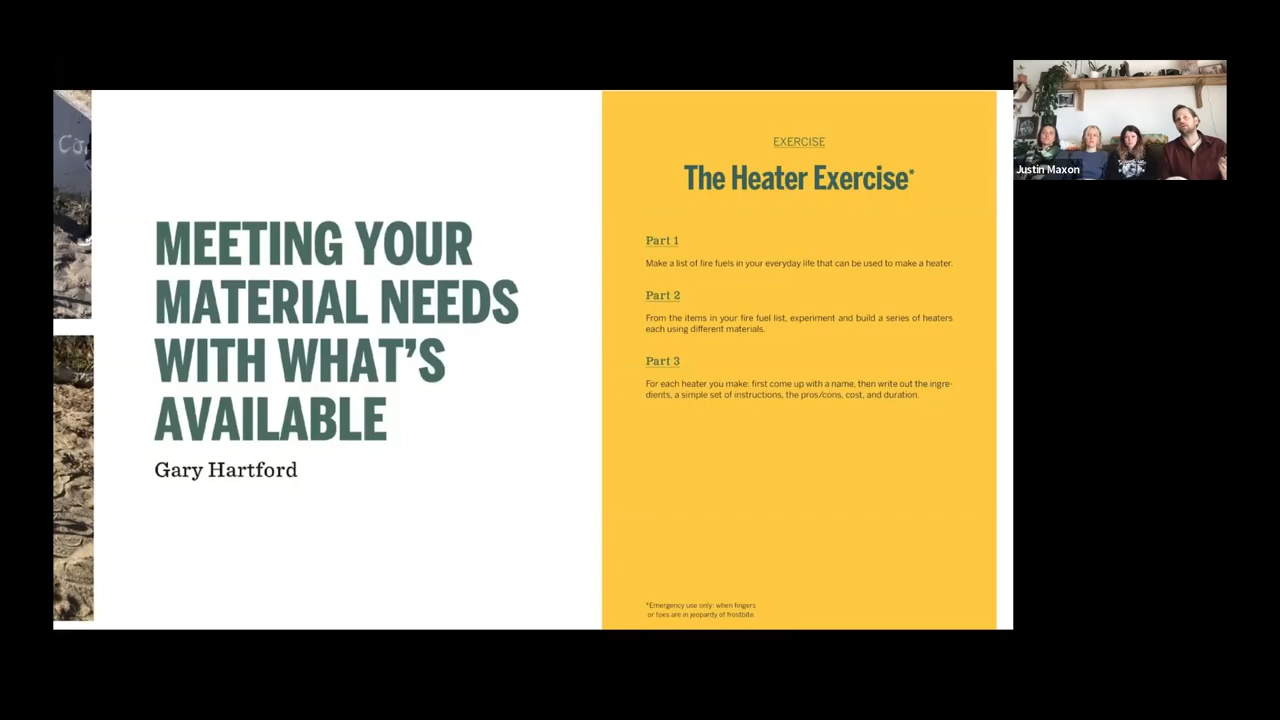 Co
MEETING YOUR
MATERIAL NEEDS
WITH WHAT'S
AVAILABLE
Gary Hartford
EXERCISE
The Heater Exercise*
Part 1
Make a list of fire fuels in your everyday life that can be used to make a heater.
Part 2
From the items in your fire fuel list, experiment and build a series of heaters
each using different materials.
Part 3
For each heater you make: first come up with a name, then write out the ingre-
dients, a simple set of instructions, the pros/cons, cost, and duration.
*Emergency use only: when fingers
or toes are in jeopardy of frostbite.
Justin Maxon